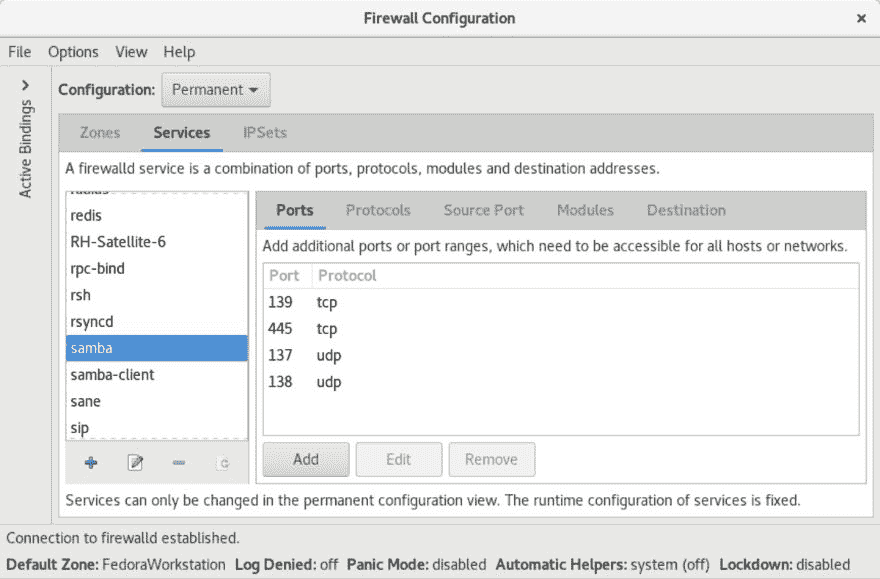 Firewall Configuration
File Options View Help
Active Bindings
Configuration: Permanent
Zones Services IPSets
A firewalld service is a combination of ports, protocols, modules and destination addresses.
redis
RH-Satellite-6
rpc-bind
rsh
rsyncd
samba
samba-client
sane
sip
Ports Protocols Source Port Modules Destination
Add additional ports or port ranges, which need to be accessible for all hosts or networks.
Port Protocol
139 tcp
445 tcp
137 udp
138 udp
Add Edit Remove
Services can only be changed in the permanent configuration view. The runtime configuration of services is fixed.
Connection to firewalld established.
Default Zone: FedoraWorkstation Log Denied: off Panic Mode: disabled Automatic Helpers: system (off) Lockdown: disabled